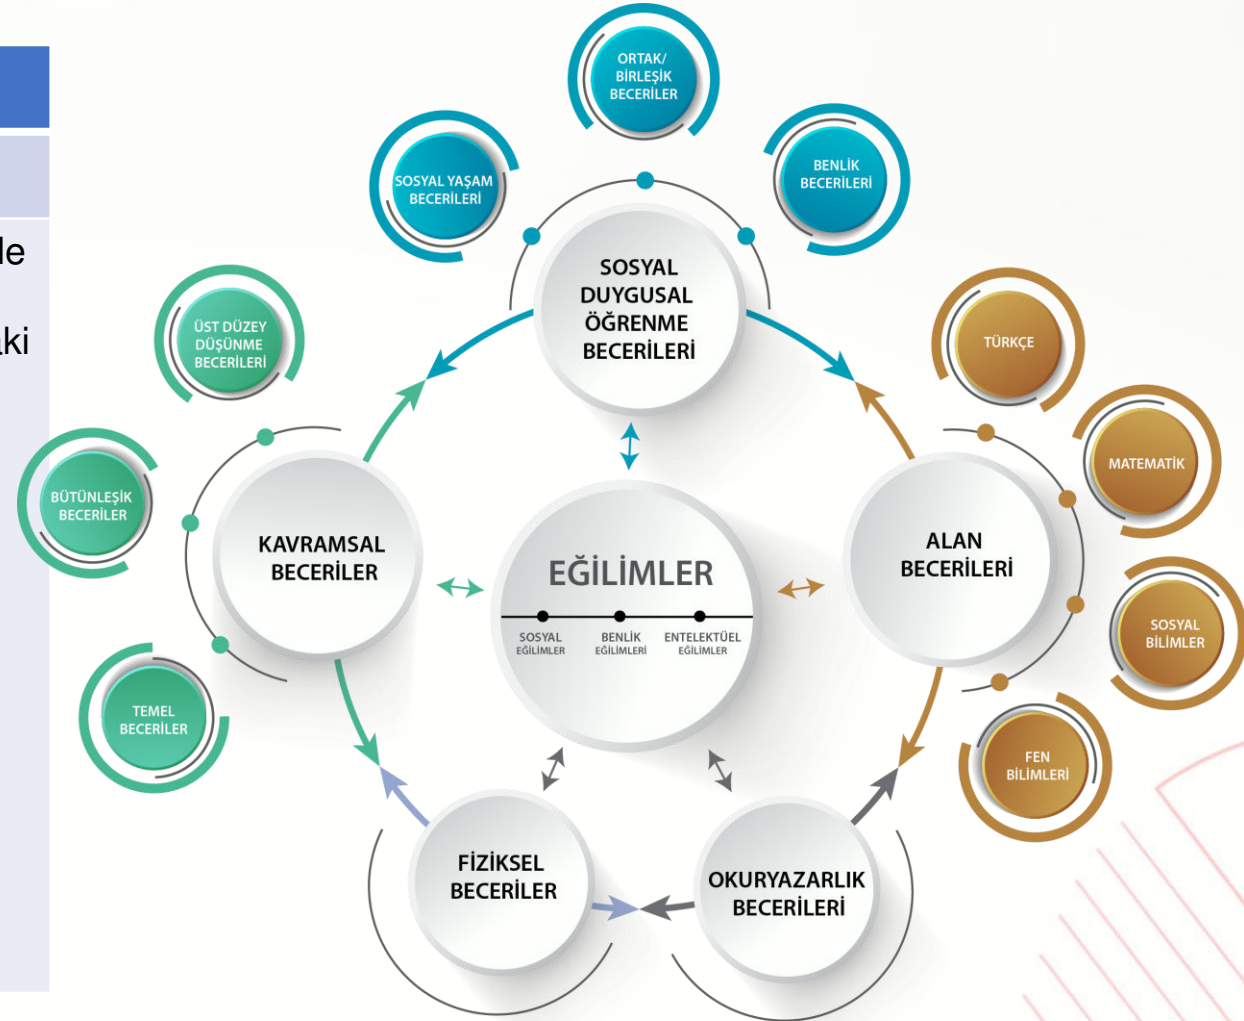 ORTAK/
BİRLEŞİK
BECERİLER
SOSYAL YAŞAM
BECERİLERİ
BENLİK
BECERİLERİ
SOSYAL
DUYGUSAL
ÖĞRENME
BECERİLERİ
ÜST DÜZEY
DÜŞÜNME
BECERİLERİ
BÜTÜNLEŞİK
BECERİLER
TEMEL
BECERİLER
KAVRAMSAL
BECERİLER
EĞİLİMLER
SOSYAL
EĞİLİMLER
BENLİK
EĞİLİMLERİ
ENTELEKTÜEL
EĞİLİMLER
ALAN
BECERİLERİ
TÜRKÇE
MATEMATİK
SOSYAL
BİLİMLER
FEN
BİLİMLERİ
FİZİKSEL
BECERİLER
OKURYAZARLIK
BECERİLERİ